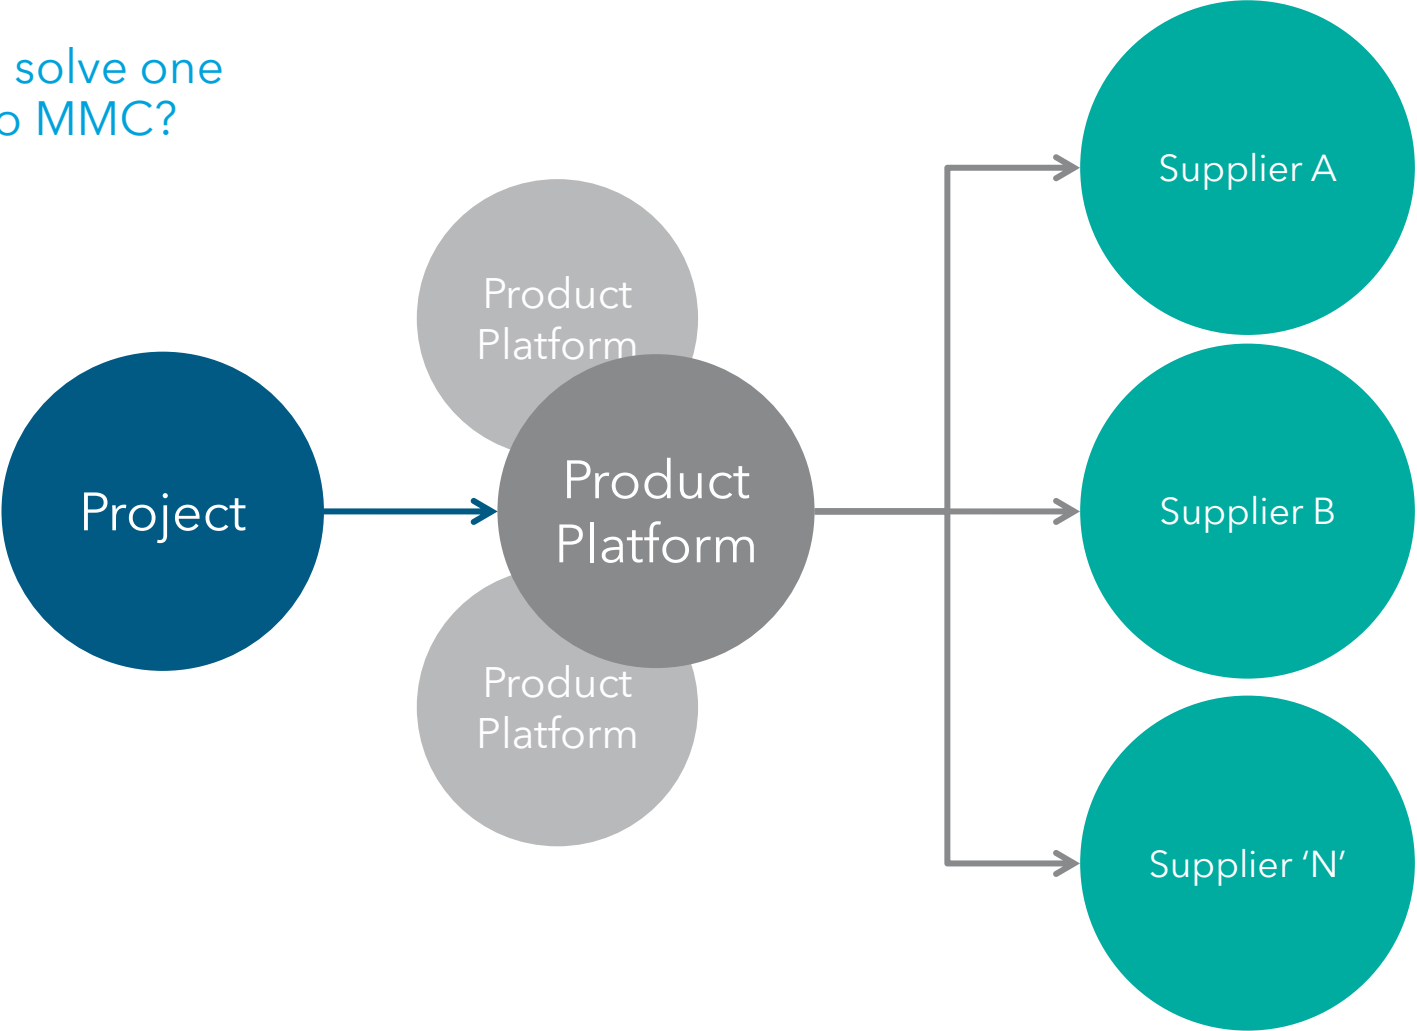 solve one
o MMC?
Supplier A
Product
Platform
Project
Product
Platform
Supplier B
Product
Platform
Supplier ‘N’